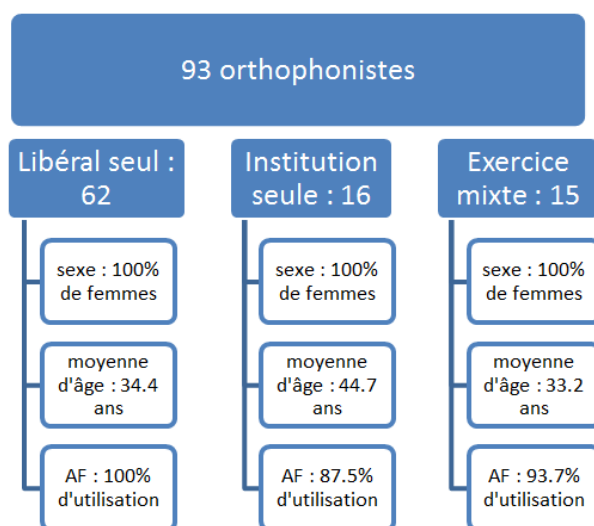 93 orthophonistes
Libéral seul :
62
sexe : 100%
de femmes
moyenne
d'âge : 34.4
ans
AF : 100%
d'utilisation
Institution
seule : 16
sexe : 100%
de femmes
moyenne
d'âge : 44.7
ans
AF : 87.5%
d'utilisation
Exercice
mixte : 15
sexe : 100%
de femmes
moyenne
d'âge : 33.2
ans
AF : 93.7%
d'utilisation